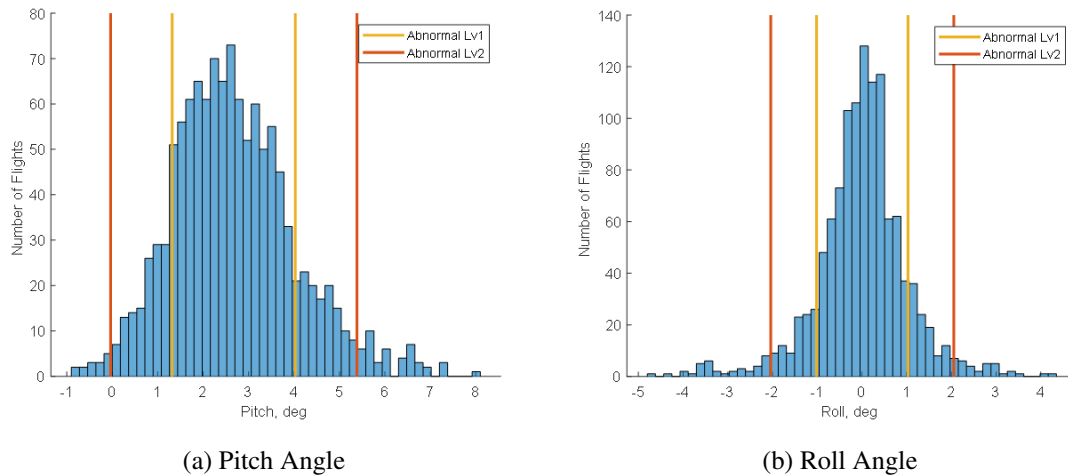 80
70
60
50
40
30
20
10
0
Number of Flights
-1 0 1 2 3 4 5 6 7 8
Pitch, deg
Abnormal Lv1
Abnormal Lv2
(a) Pitch Angle
140
120
100
80
60
40
20
0
Number of Flights
-5 -4 -3 -2 -1 0 1 2 3 4
Roll, deg
Abnormal Lv1
Abnormal Lv2
(b) Roll Angle